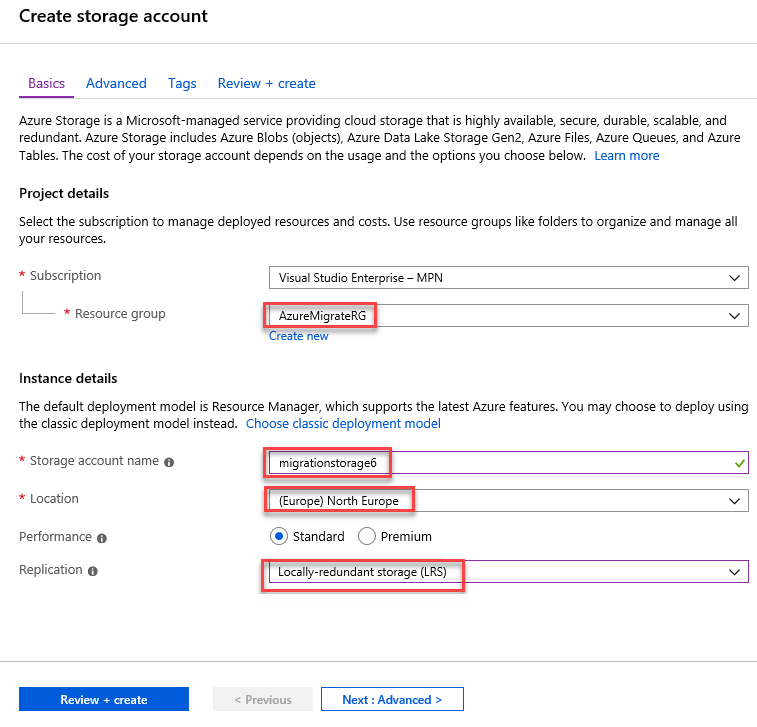 Create storage account
Basics Advanced Tags Review + create
Azure Storage is a Microsoft-managed service providing cloud storage that is highly available, secure, durable, scalable, and
redundant. Azure Storage includes Azure Blobs (objects), Azure Data Lake Storage Gen2, Azure Files, Azure Queues, and Azure
Tables. The cost of your storage account depends on the usage and the options you choose below. Learn more
Project details
Select the subscription to manage deployed resources and costs. Use resource groups like folders to organize and manage all
your resources.
* Subscription Visual Studio Enterprise – MPN
* Resource group AzureMigrateRG
Create new
Instance details
The default deployment model is Resource Manager, which supports the latest Azure features. You may choose to deploy using
the classic deployment model instead. Choose classic deployment model
* Storage account name migrationstorage6
* Location (Europe) North Europe
Performance Standard Premium
Replication Locally-redundant storage (LRS)
Review + create < Previous Next : Advanced >